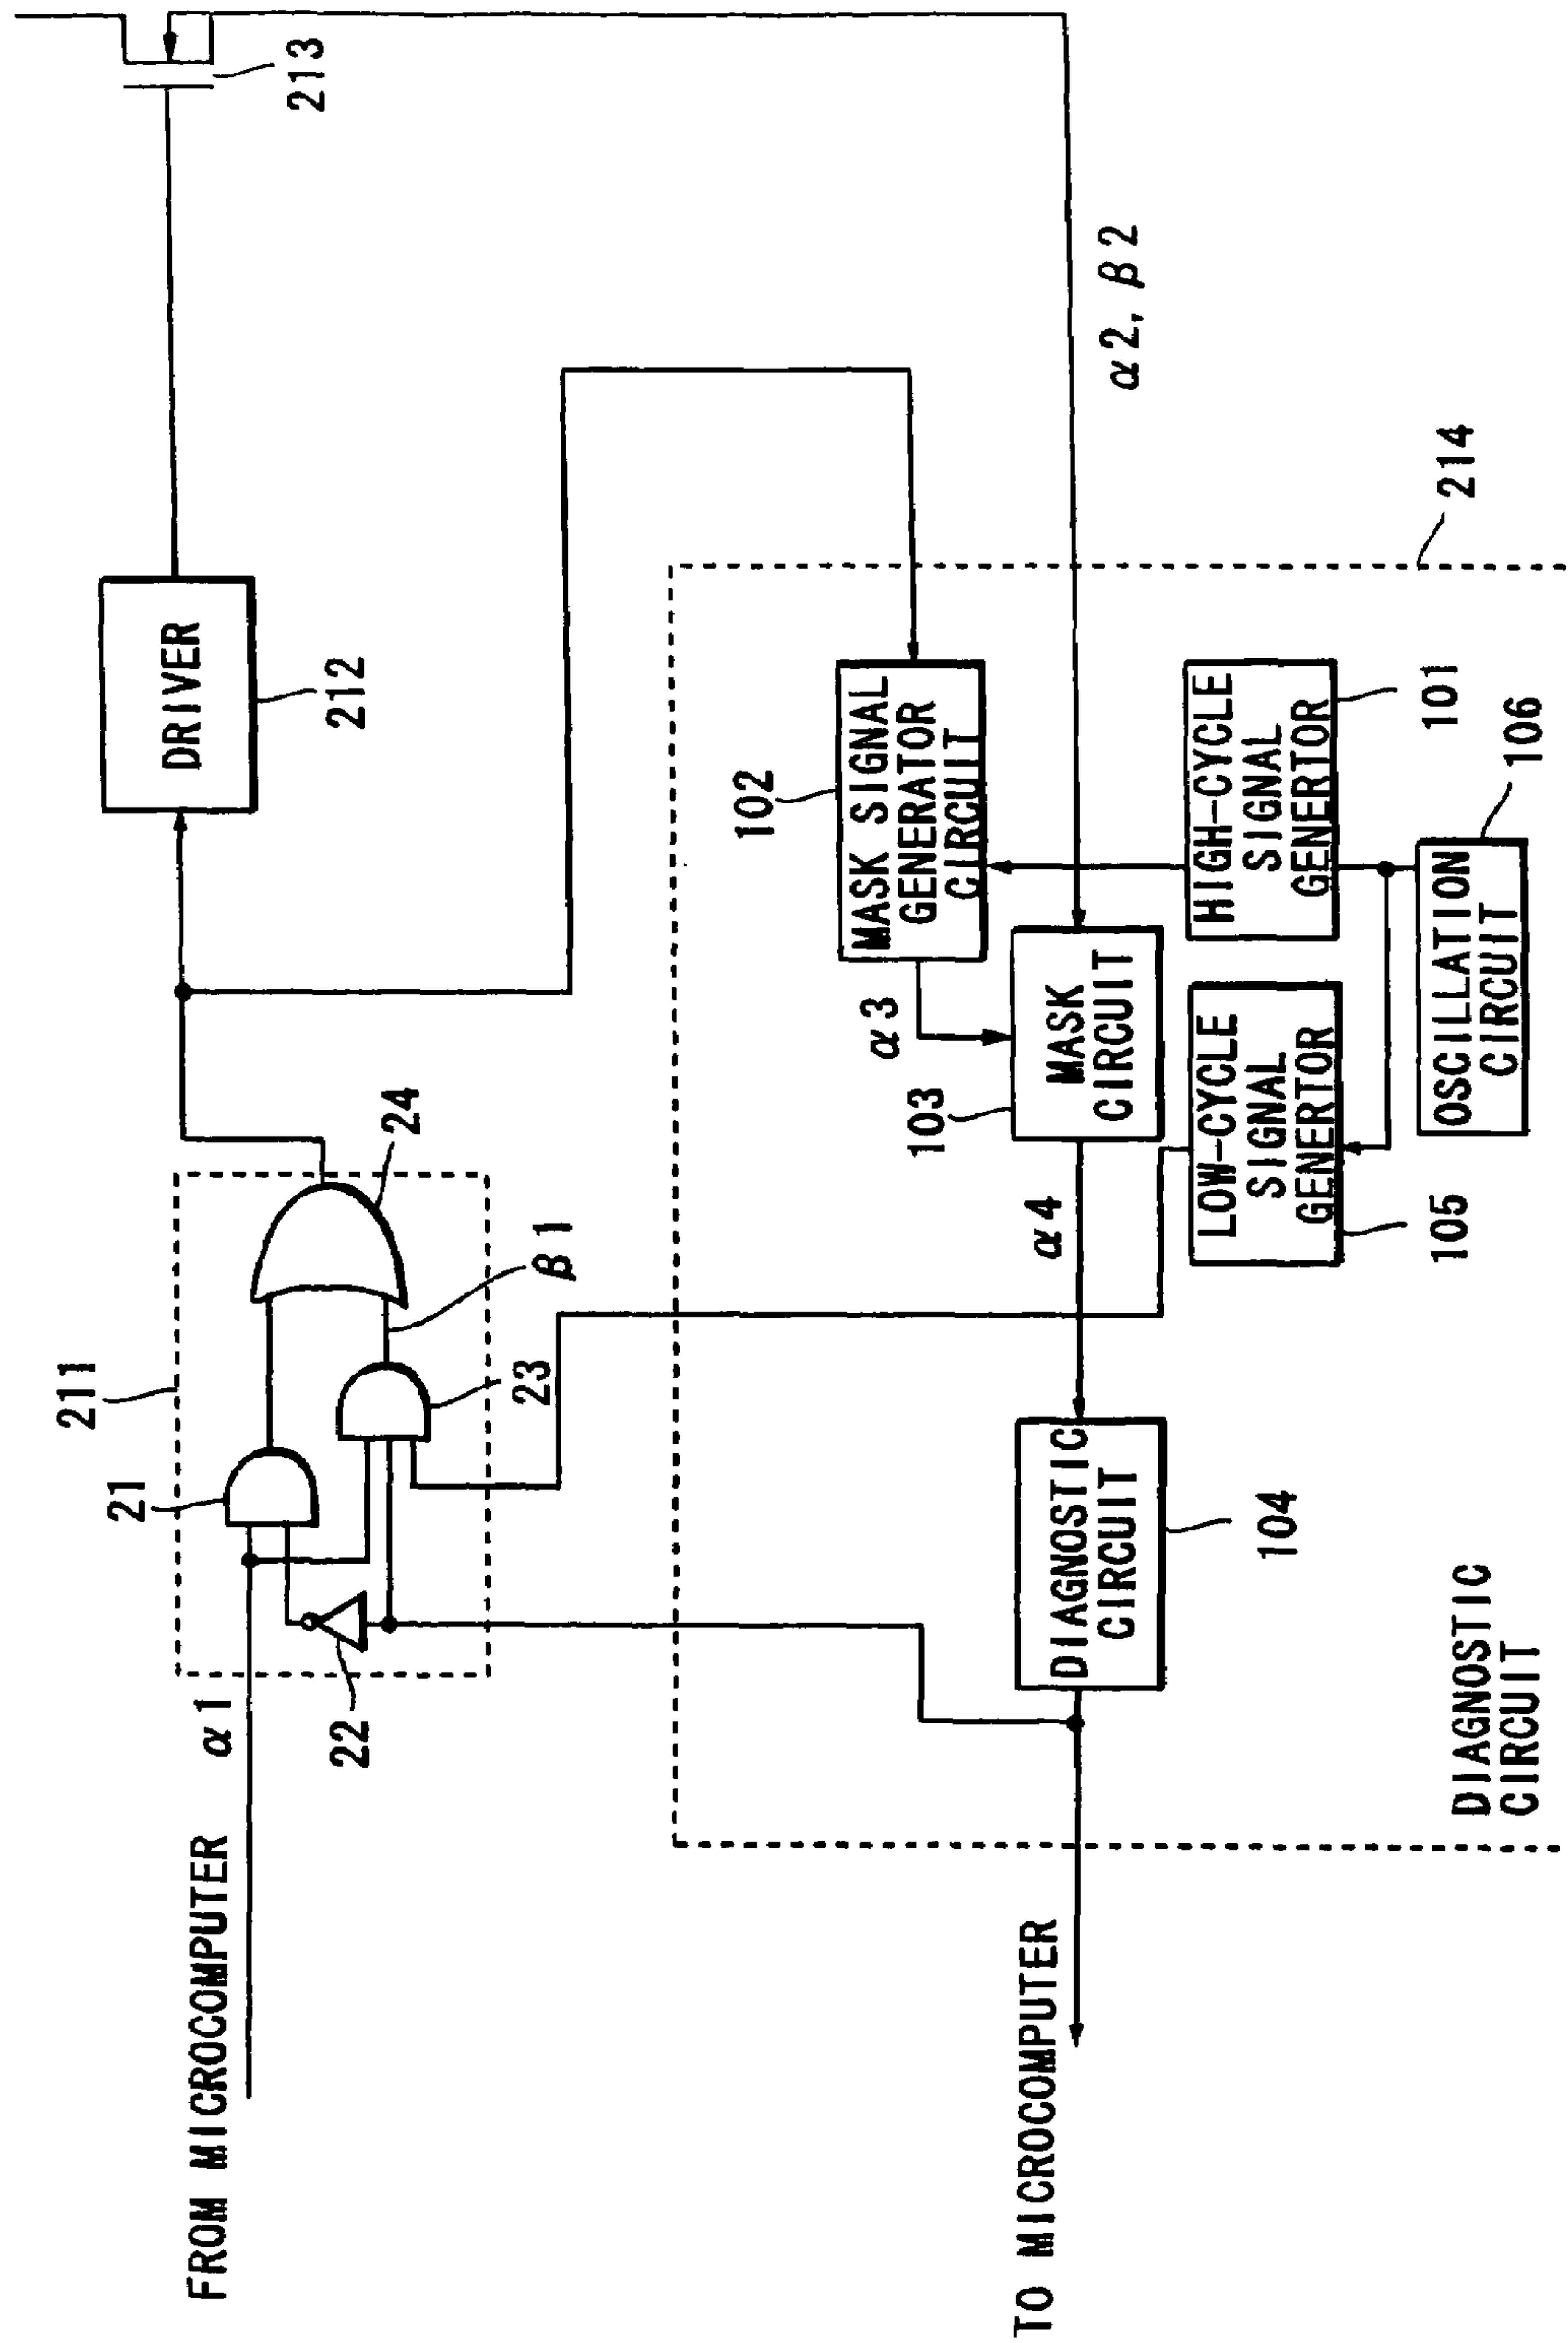 FROM MICROCOMPUTER
α1
211
21
22
23
24
β1
DRIVER
212
213
α2, β2
TO MICROCOMPUTER
DIAGNOSTIC
CIRCUIT
104
α4
103
MASK
CIRCUIT
α3
102
MASK SIGNAL
GENERATOR
CIRCUIT
LOW-CYCLE
SIGNAL
GENERTOR
105
HIGH-CYCLE
SIGNAL
GENERTOR
101
OSCILLATION
CIRCUIT
106
214
DIAGNOSTIC
CIRCUIT